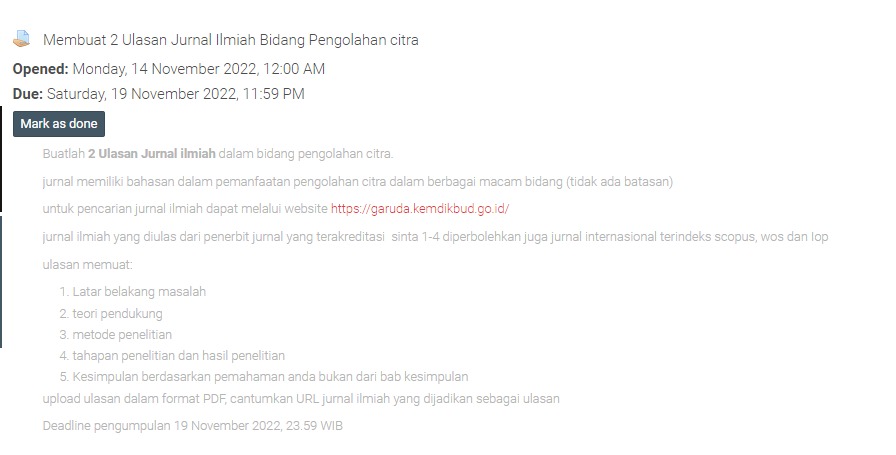 Membuat 2 Ulasan Jurnal Ilmiah Bidang Pengolahan citra
Opened: Monday, 14 November 2022, 12:00 AM
Due: Saturday, 19 November 2022, 11:59 PM
Mark as done
Buatlah 2 Ulasan Jurnal ilmiah dalam bidang pengolahan citra.
jurnal memiliki bahasan dalam pemanfaatan pengolahan citra dalam berbagai macam bidang (tidak ada batasan)
untuk pencarian jurnal ilmiah dapat melalui website https://garuda.kemdikbud.go.id/
jurnal ilmiah yang diulas dari penerbit jurnal yang terakreditasi sinta 1-4 diperbolehkan juga jurnal internasional terindeks scopus, wos dan Iop
ulasan memuat:
1. Latar belakang masalah
2. teori pendukung
3. metode penelitian
4. tahapan penelitian dan hasil penelitian
5. Kesimpulan berdasarkan pemahaman anda bukan dari bab kesimpulan
upload ulasan dalam format PDF, cantumkan URL jurnal ilmiah yang dijadikan sebagai ulasan
Deadline pengumpulan 19 November 2022, 23.59 WIB